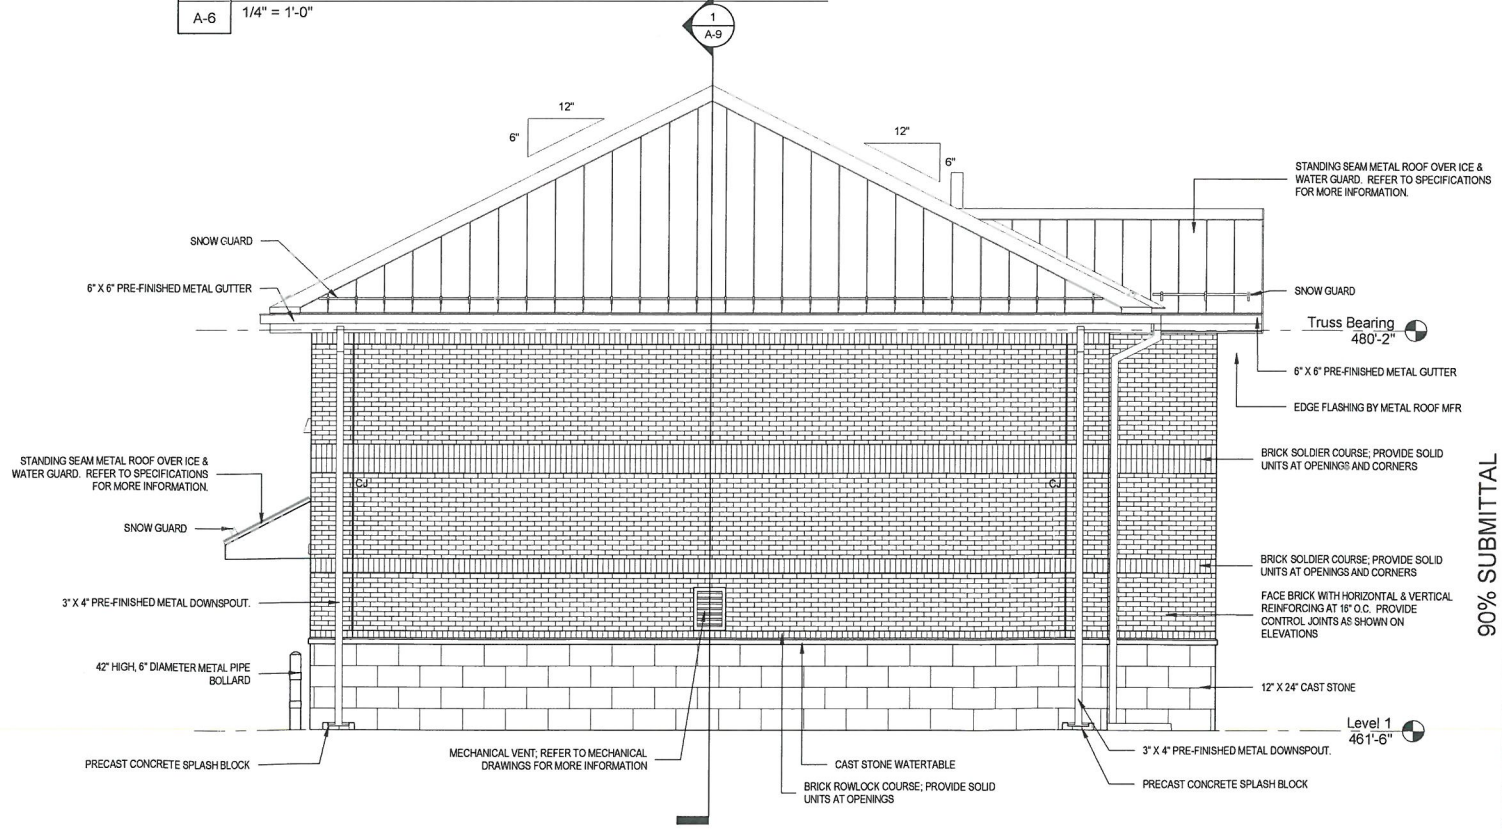 A-6
1/4" = 1'-0"
1
A-9
12"
6"
12"
6"
STANDING SEAM METAL ROOF OVER ICE &
WATER GUARD. REFER TO SPECIFICATIONS
FOR MORE INFORMATION.
SNOW GUARD
6" X 6" PRE-FINISHED METAL GUTTER
SNOW GUARD
Truss Bearing
480'-2"
6" X 6" PRE-FINISHED METAL GUTTER
EDGE FLASHING BY METAL ROOF MFR
STANDING SEAM METAL ROOF OVER ICE &
WATER GUARD. REFER TO SPECIFICATIONS
FOR MORE INFORMATION.
CJ
CJ
BRICK SOLDIER COURSE; PROVIDE SOLID
UNITS AT OPENINGS AND CORNERS
SNOW GUARD
BRICK SOLDIER COURSE; PROVIDE SOLID
UNITS AT OPENINGS AND CORNERS
3" X 4" PRE-FINISHED METAL DOWNSPOUT.
FACE BRICK WITH HORIZONTAL & VERTICAL
REINFORCING AT 16" O.C. PROVIDE
CONTROL JOINTS AS SHOWN ON
ELEVATIONS
42" HIGH, 6" DIAMETER METAL PIPE
BOLLARD
12" X 24" CAST STONE
Level 1
461'-6"
PRECAST CONCRETE SPLASH BLOCK
MECHANICAL VENT; REFER TO MECHANICAL
DRAWINGS FOR MORE INFORMATION
CAST STONE WATERTABLE
BRICK ROWLOCK COURSE; PROVIDE SOLID
UNITS AT OPENINGS
3" X 4" PRE-FINISHED METAL DOWNSPOUT.
PRECAST CONCRETE SPLASH BLOCK
90% SUBMITTAL